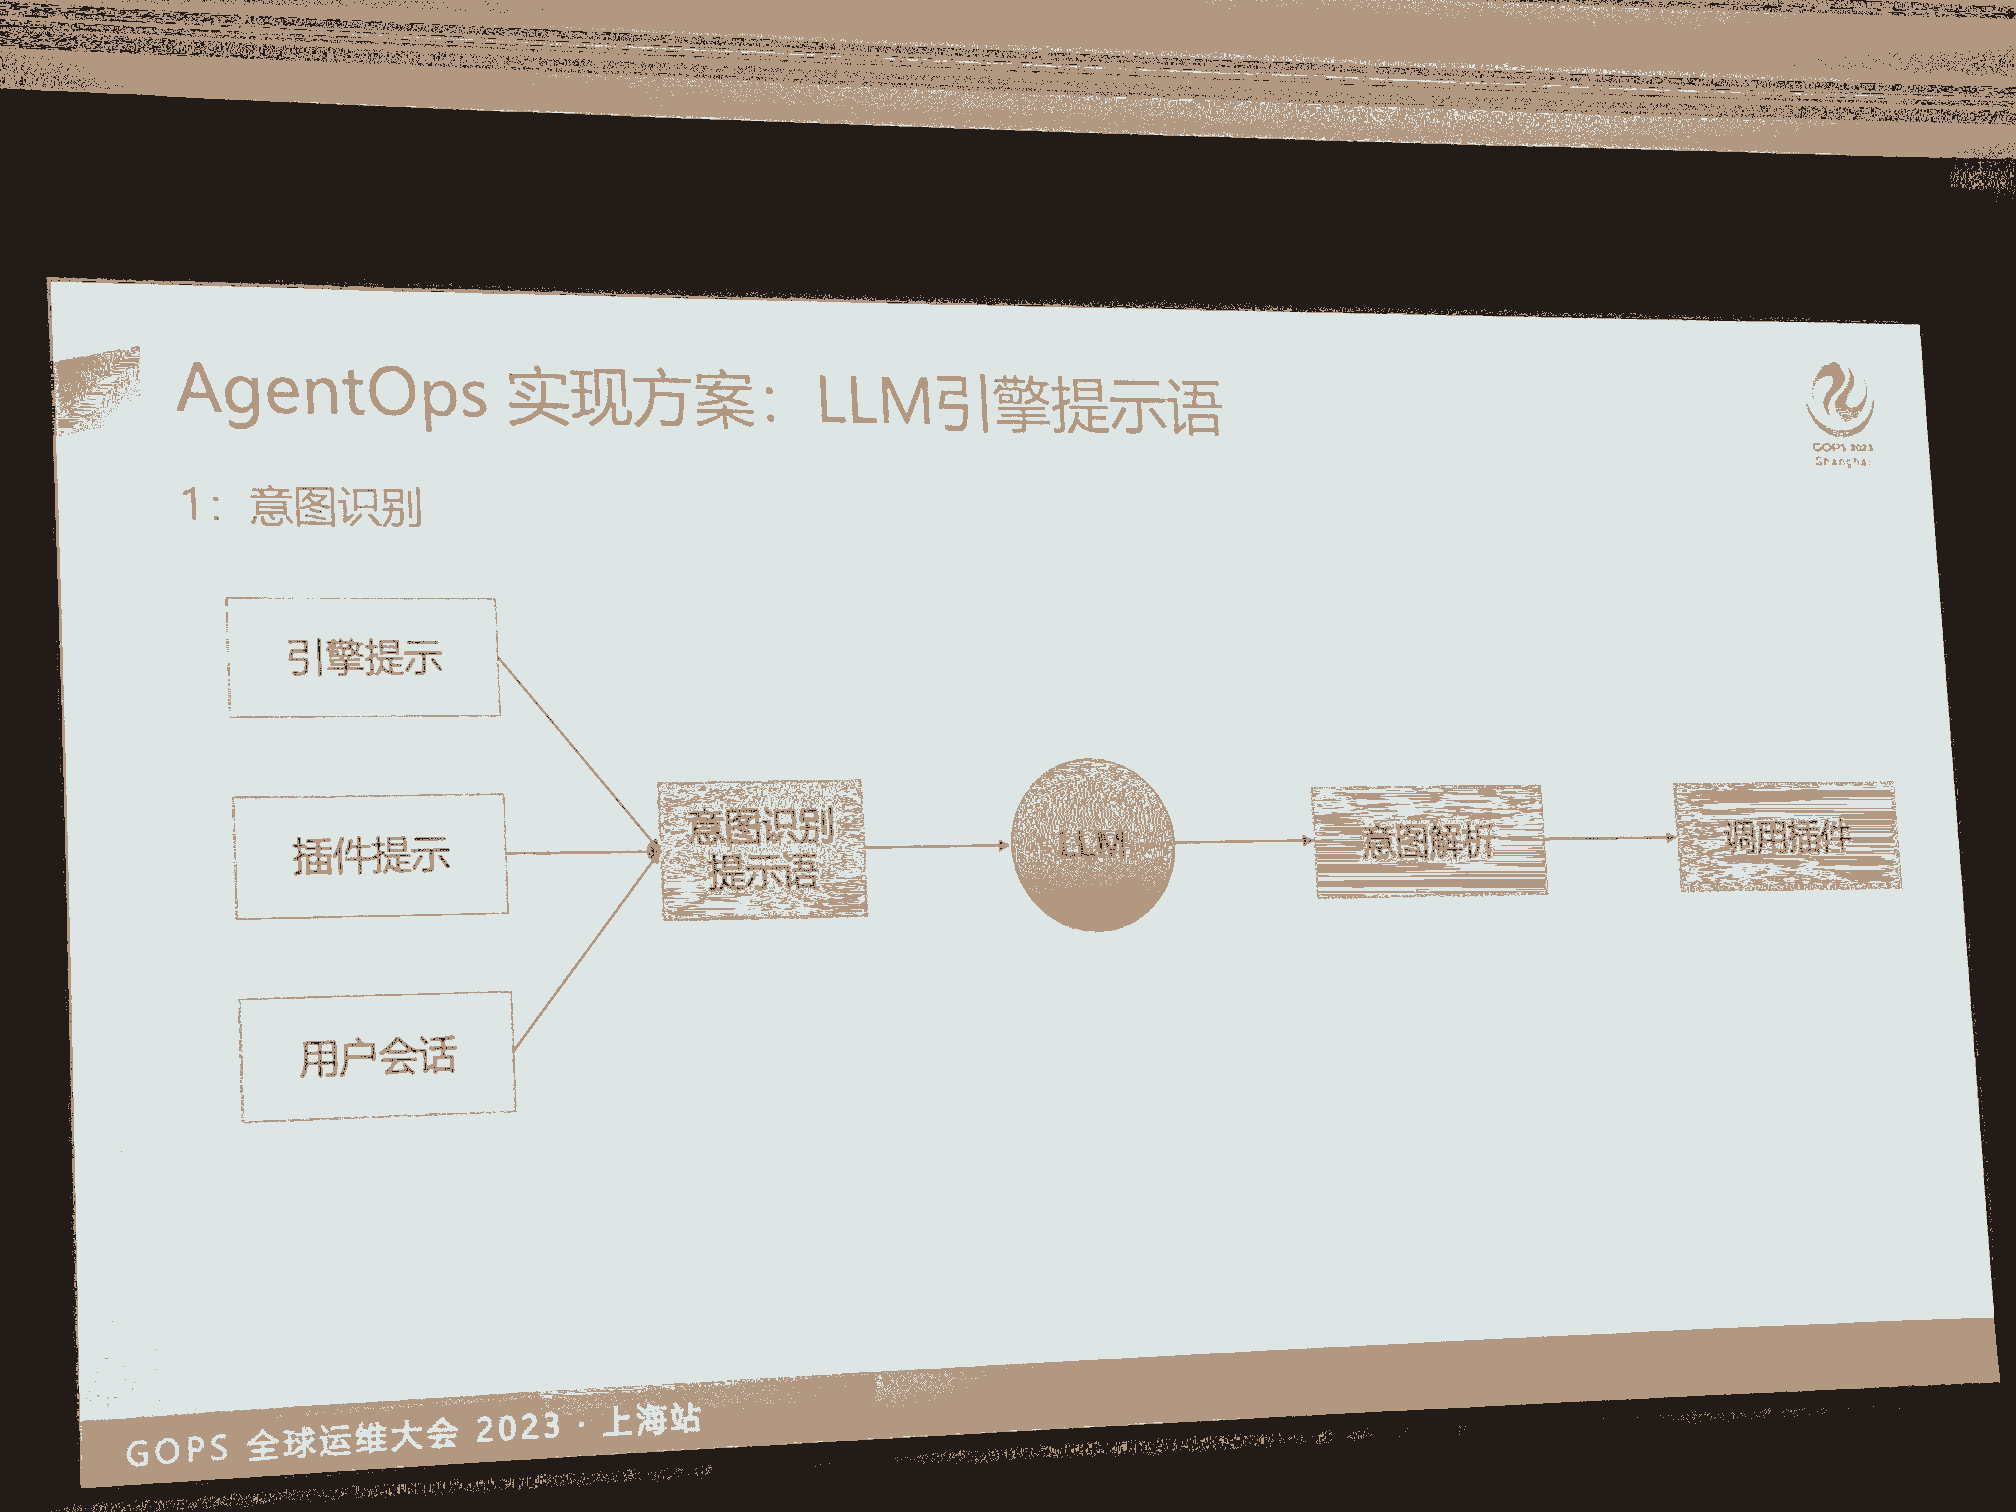 AgentOps 实现方案：LLM引擎提示语
GOPS 2023
Shanghai
1：意图识别
引擎提示
插件提示
用户会话
意图识别
提示语
LLM
意图解析
调用插件
GOPS 全球运维大会 2023 · 上海站